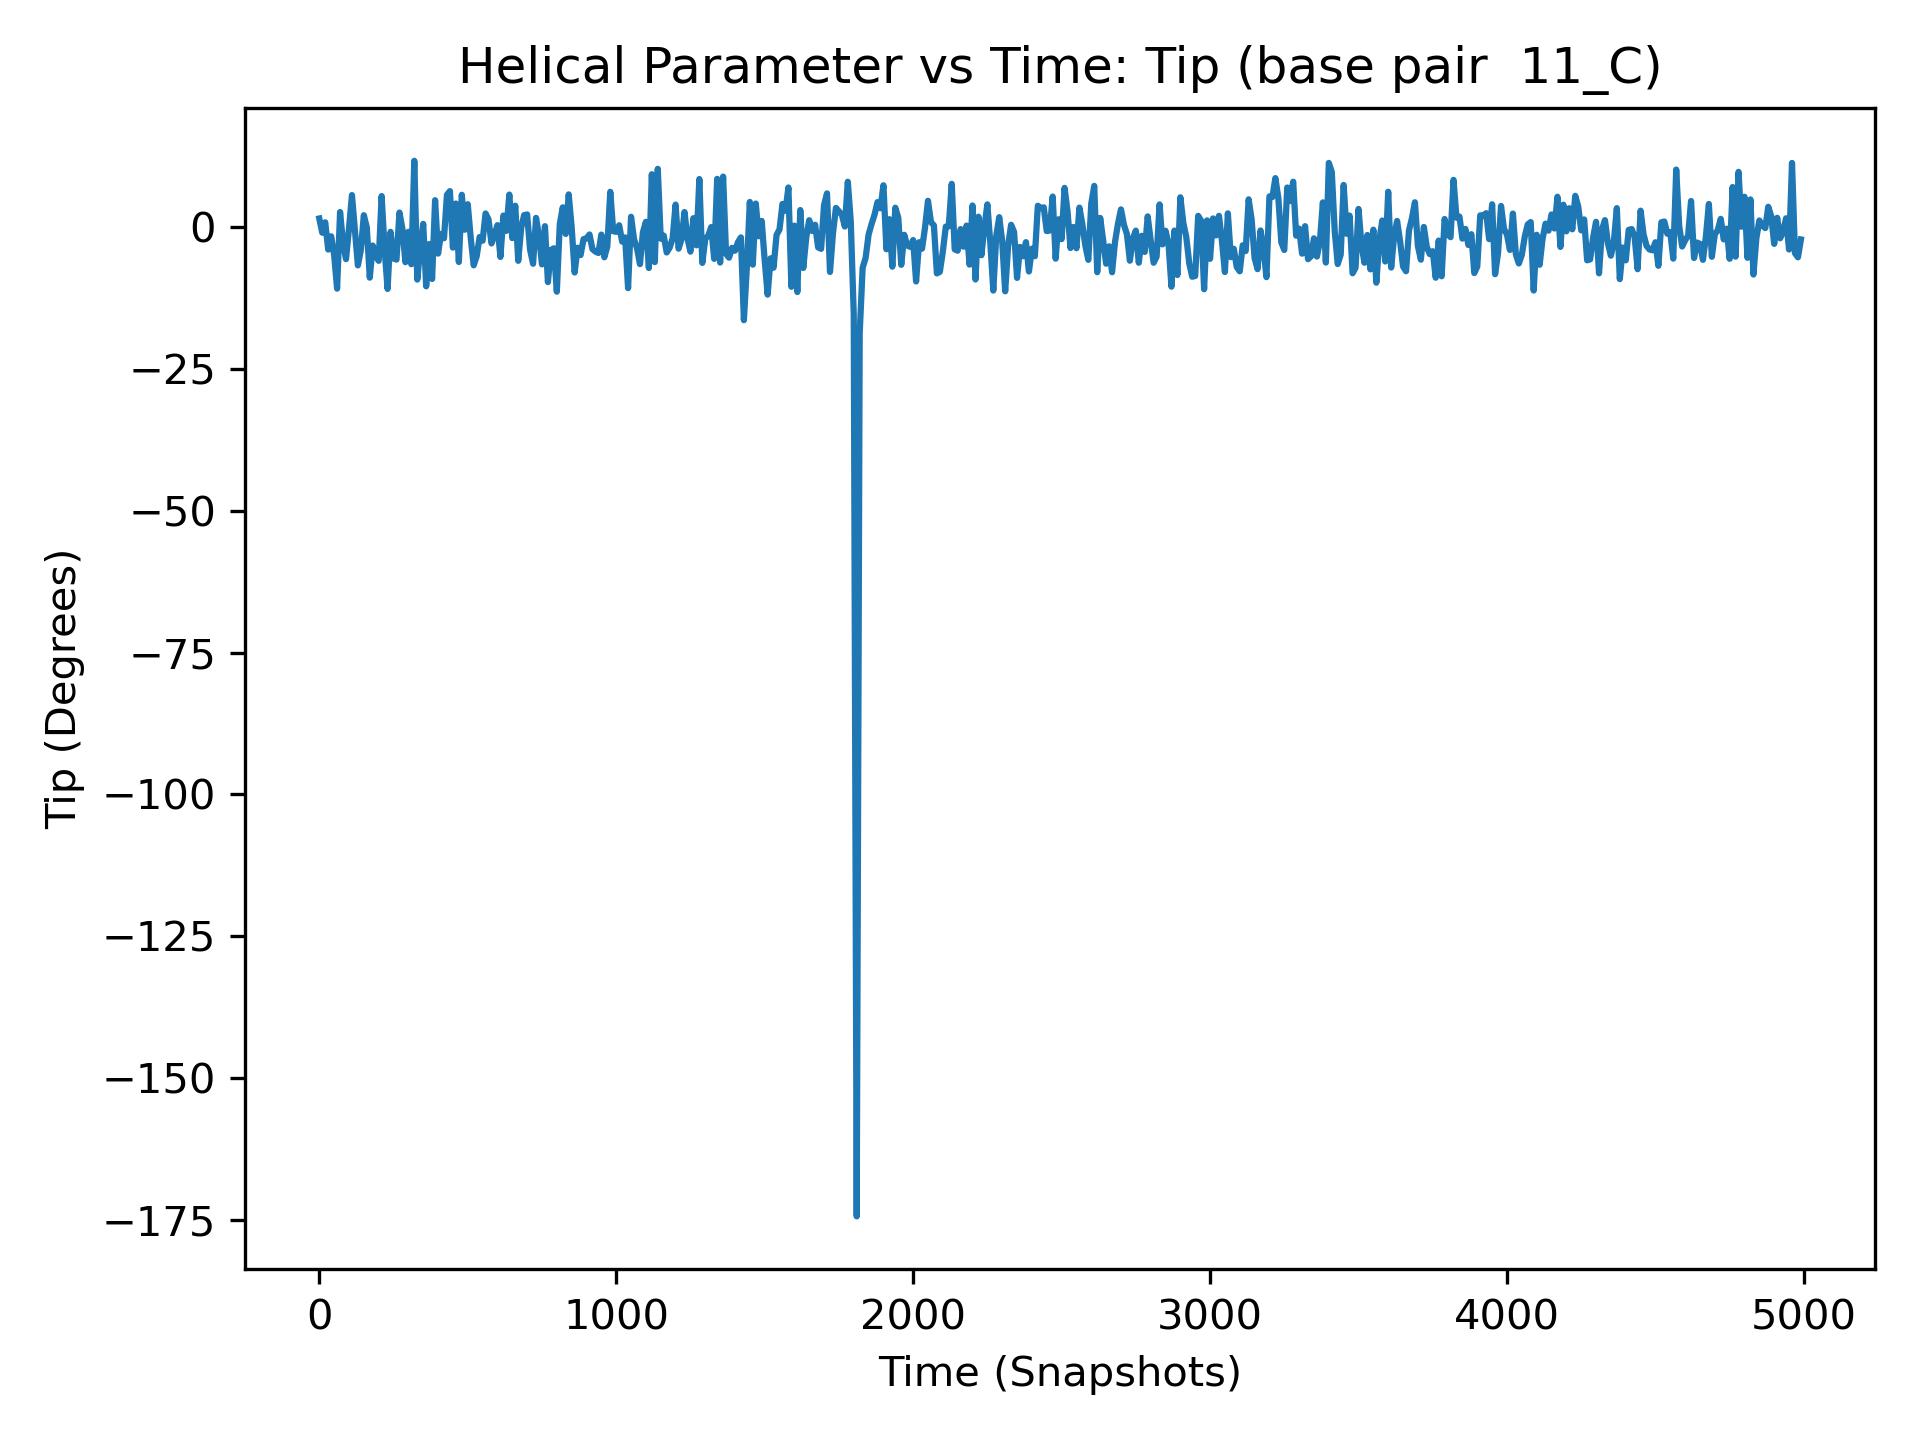 Helical Parameter vs Time: Tip (base pair  11_C)
Tip (Degrees)
0
−25
−50
−75
−100
−125
−150
−175
0 1000 2000 3000 4000 5000
Time (Snapshots)